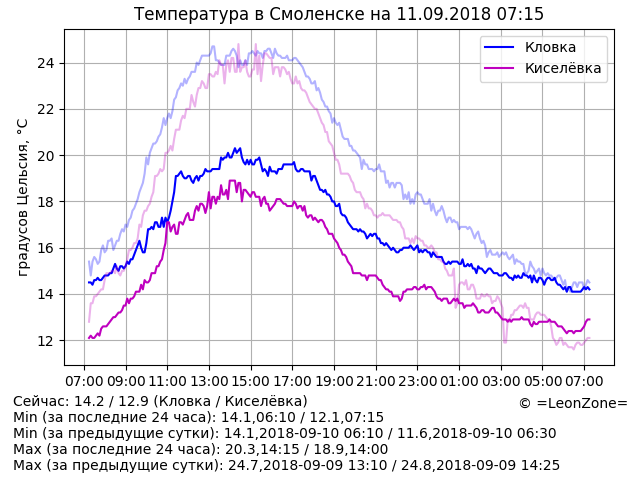 Температура в Смоленске на 11.09.2018 07:15
Кловка
Киселёвка
градусов Цельсия, °C
24
22
20
18
16
14
12
07:00 09:00 11:00 13:00 15:00 17:00 19:00 21:00 23:00 01:00 03:00 05:00 07:00
Сейчас: 14.2 / 12.9 (Кловка / Киселёвка)
© =LeonZone=
Min (за последние 24 часа): 14.1,06:10 / 12.1,07:15
Min (за предыдущие сутки): 14.1,2018-09-10 06:10 / 11.6,2018-09-10 06:30
Max (за последние 24 часа): 20.3,14:15 / 18.9,14:00
Max (за предыдущие сутки): 24.7,2018-09-09 13:10 / 24.8,2018-09-09 14:25